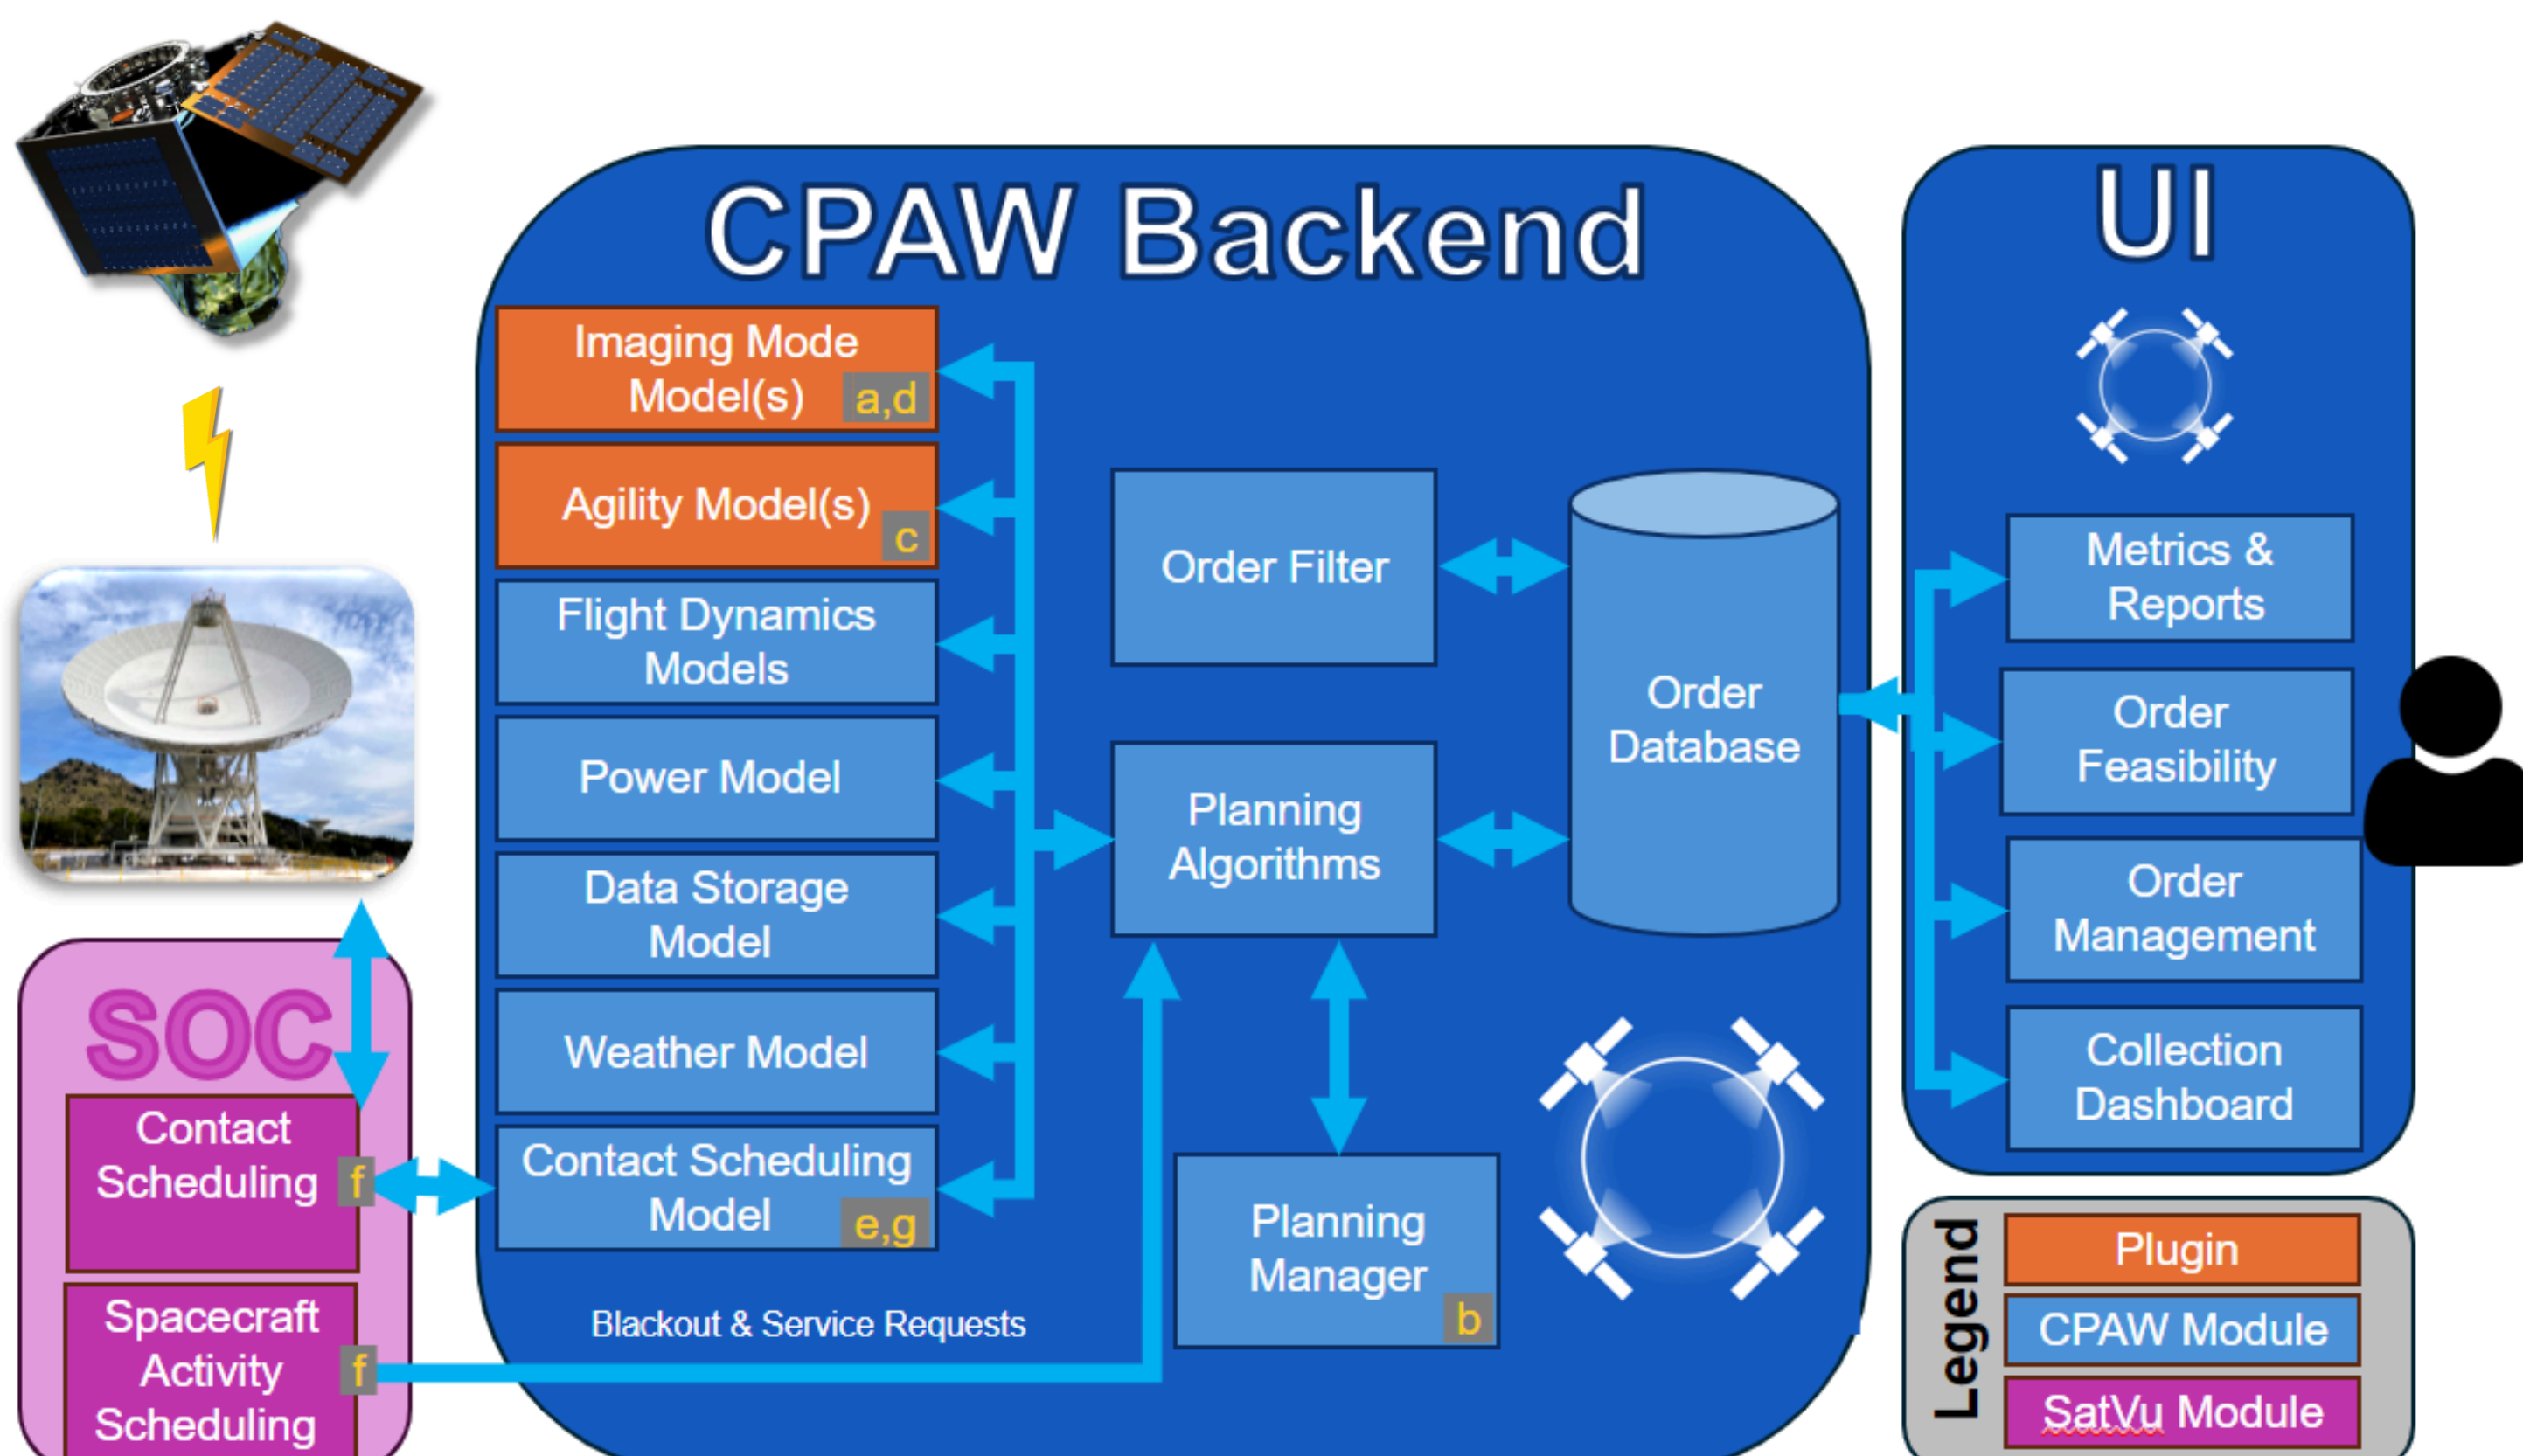 CPAW Backend
UI
Imaging Mode
Model(s)
a,d
Agility Model(s)
c
Flight Dynamics
Models
Power Model
Data Storage
Model
Weather Model
Contact Scheduling
Model
e,g
Order Filter
Planning
Algorithms
Order
Database
Planning
Manager
b
Blackout & Service Requests
SOC
Contact
Scheduling
f
Spacecraft
Activity
Scheduling
f
Metrics &
Reports
Order
Feasibility
Order
Management
Collection
Dashboard
Legend
Plugin
CPAW Module
SatVu Module